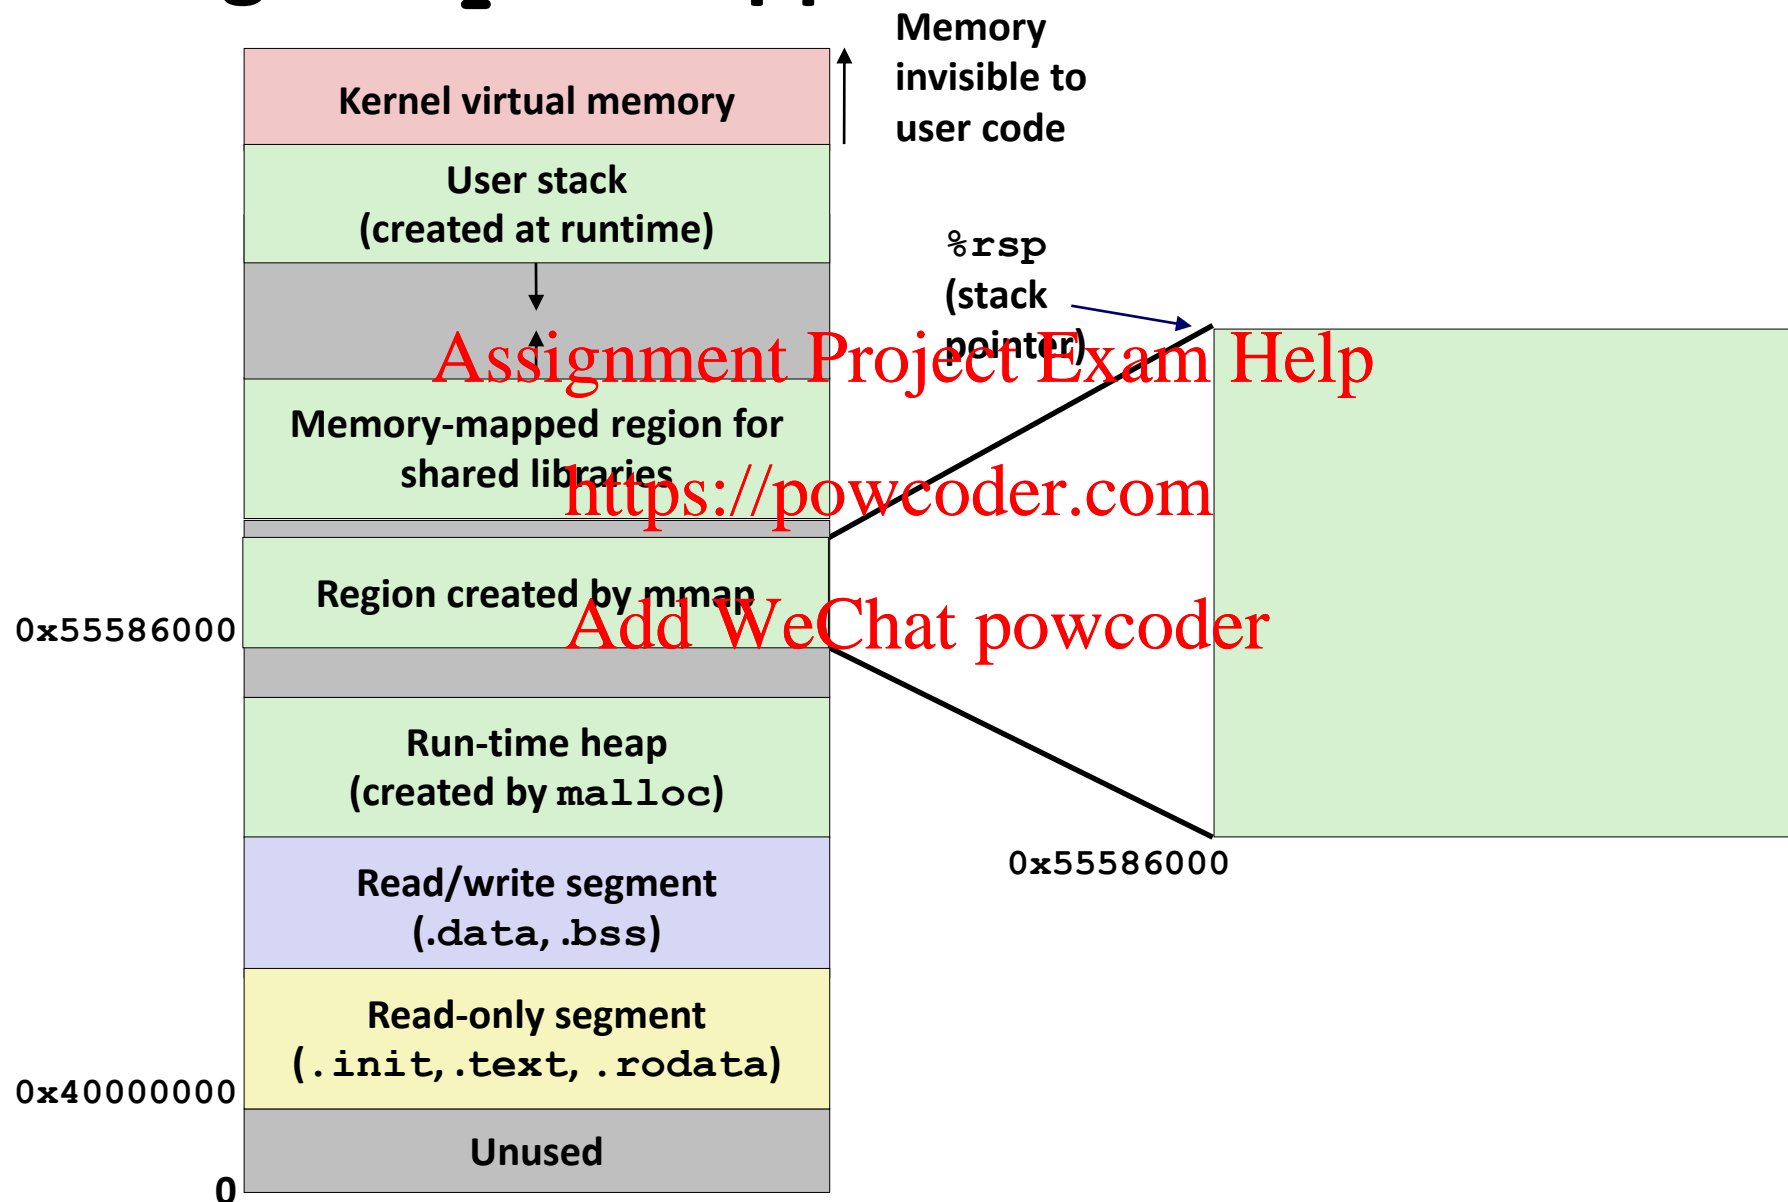 Memory
invisible to
user code
Kernel virtual memory
User stack
(created at runtime)
%rsp
(stack
pointer)
Assignment Project Exam Help
Memory-mapped region for
shared libraries
https://powcoder.com
Region created by mmap
Add WeChat powcoder
0x55586000
Run-time heap
(created by malloc)
0x55586000
Read/write segment
(.data, .bss)
Read-only segment
(.init, .text, .rodata)
0x40000000
Unused
0